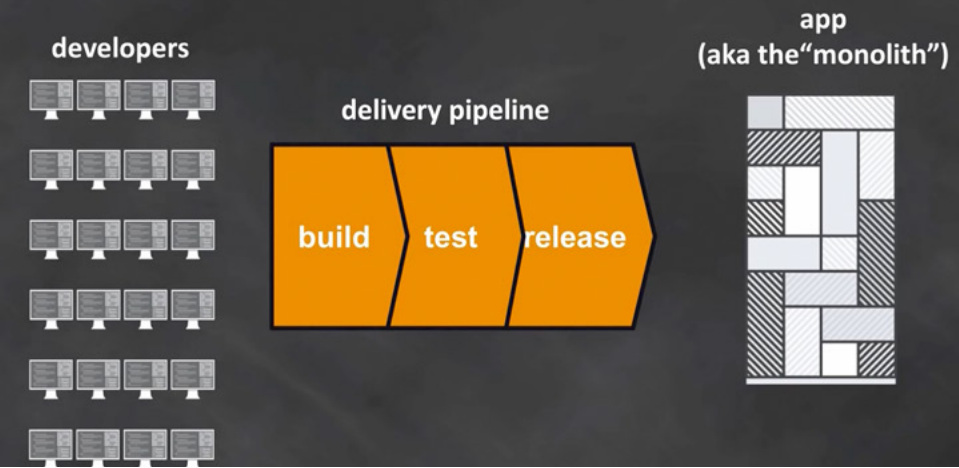 developers
delivery pipeline
build
test
release
app
(aka the“monolith”)